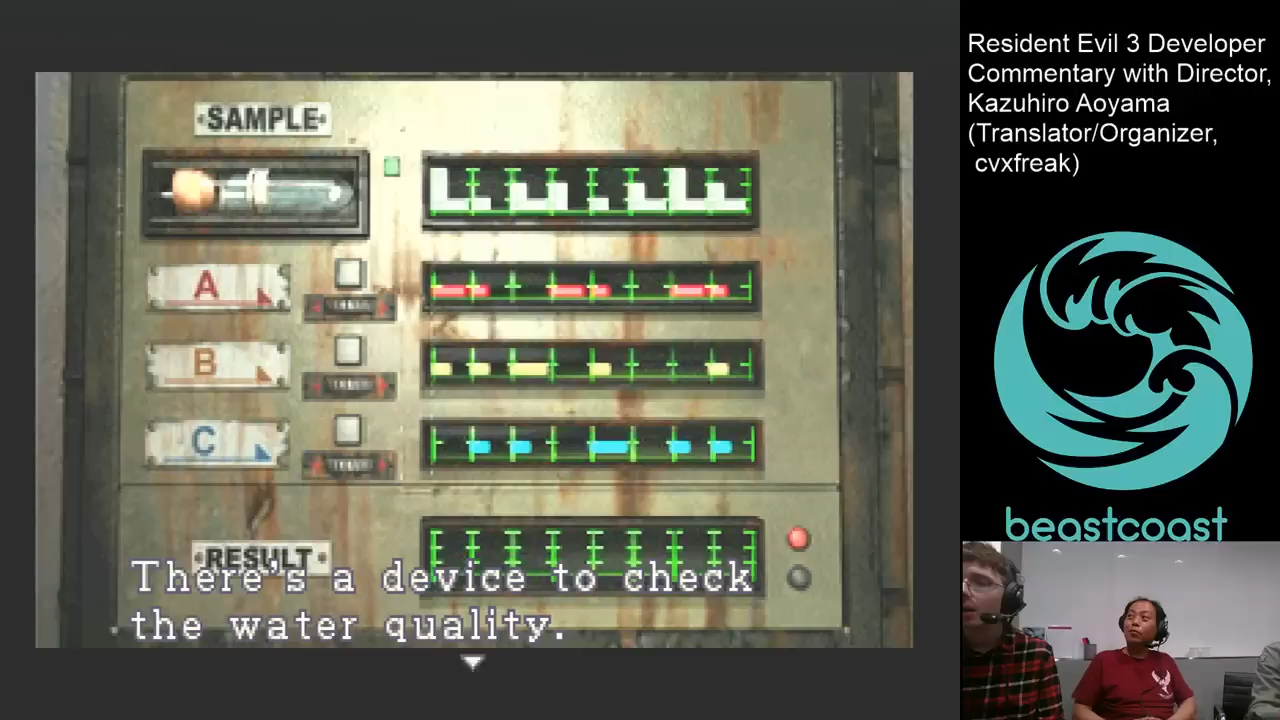 Resident Evil 3 Developer
Commentary with Director,
Kazuhiro Aoyama
(Translator/Organizer,
cvxfreak)
SAMPLE
A
B
C
RESULT
There's a device to check
the water quality.
beastcoast